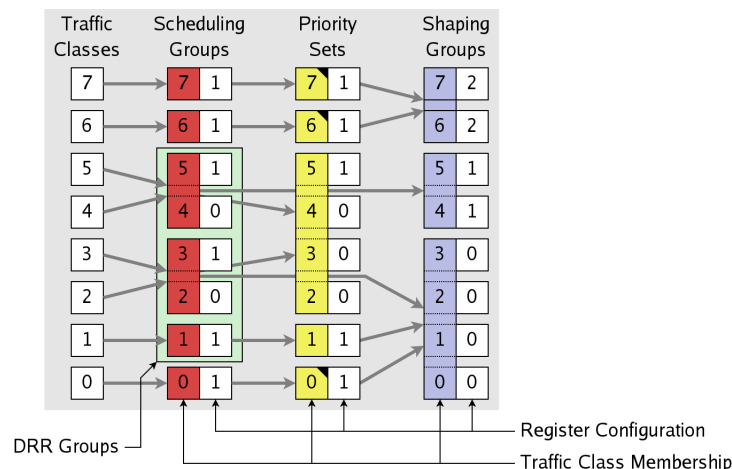 Traffic Classes Scheduling Groups Priority Sets Shaping Groups
7 7 1 7 1 7 2
6 6 1 6 1 6 2
5 5 1 5 1 5 1
4 4 0 4 0 4 1
3 3 1 3 0 3 0
2 2 0 2 0 2 0
1 1 1 1 1 1 0
0 0 1 0 1 0 0
Register Configuration
DRR Groups
Traffic Class Membership